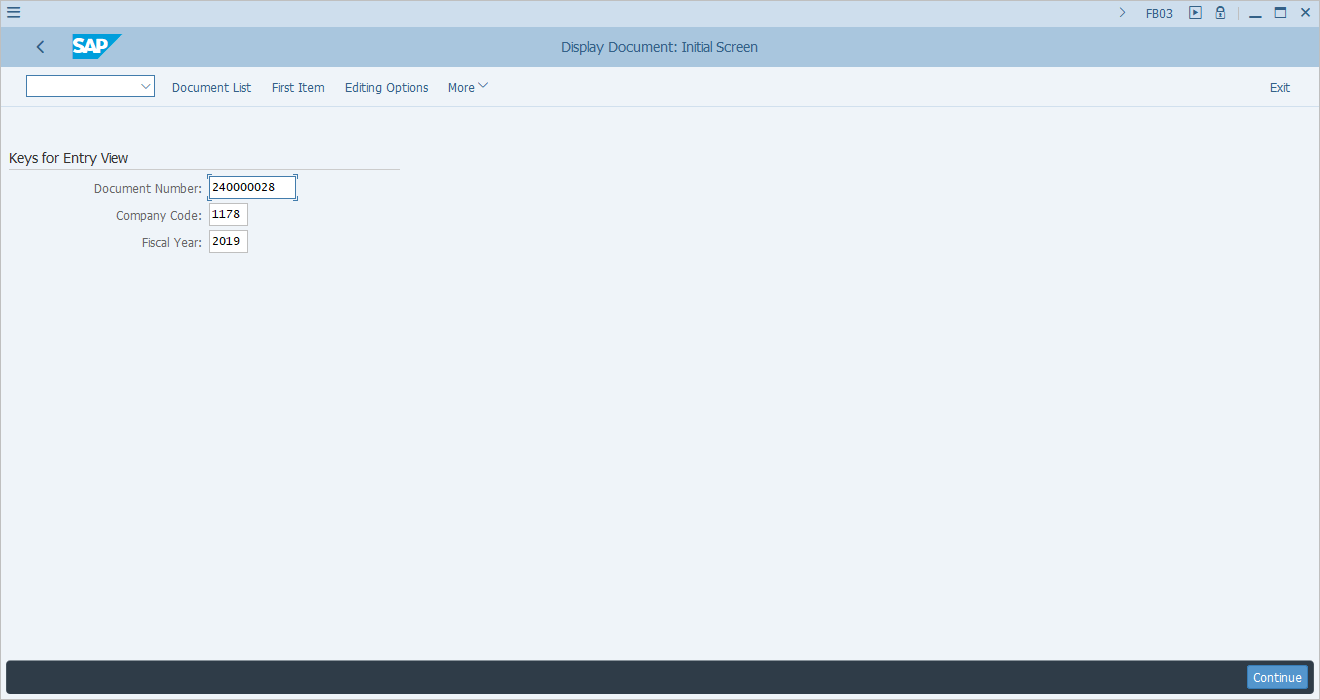 FB03
SAP
Display Document: Initial Screen
Document List First Item Editing Options More Exit
Keys for Entry View
Document Number: 240000028
Company Code: 1178
Fiscal Year: 2019
Continue